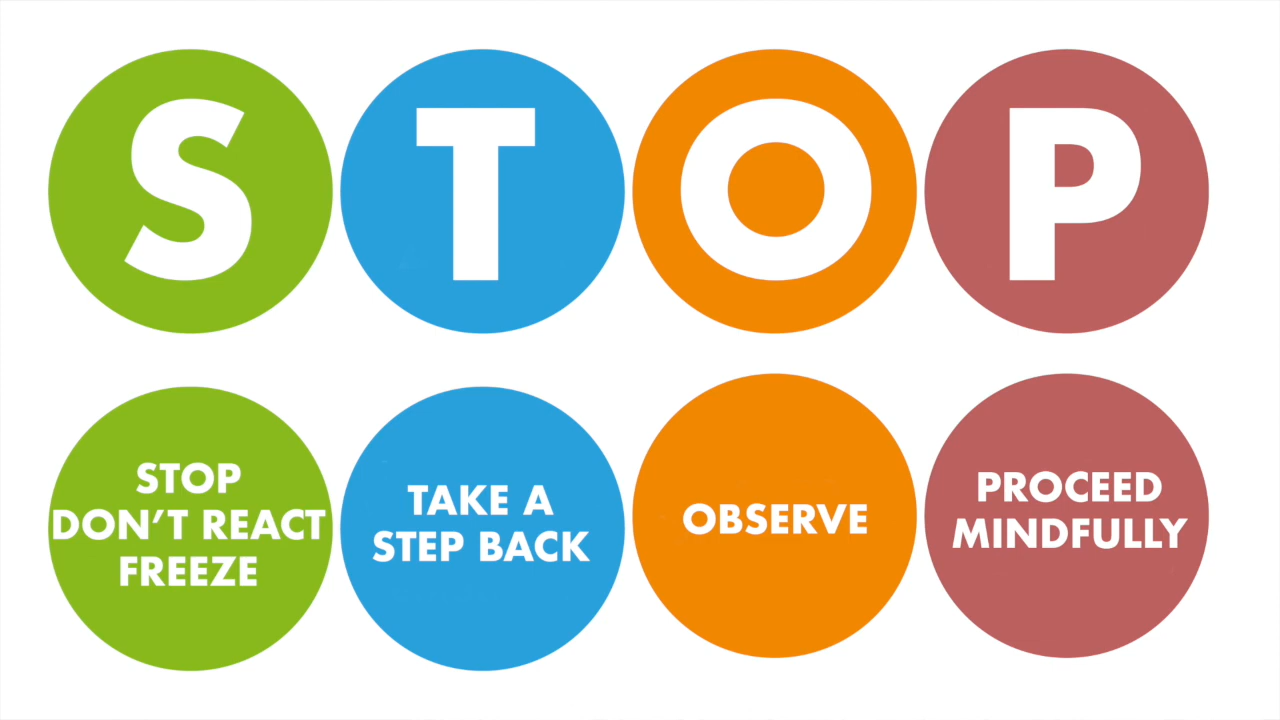 S T O P
STOP
DON'T REACT
FREEZE
TAKE A
STEP BACK
OBSERVE
PROCEED
MINDFULLY